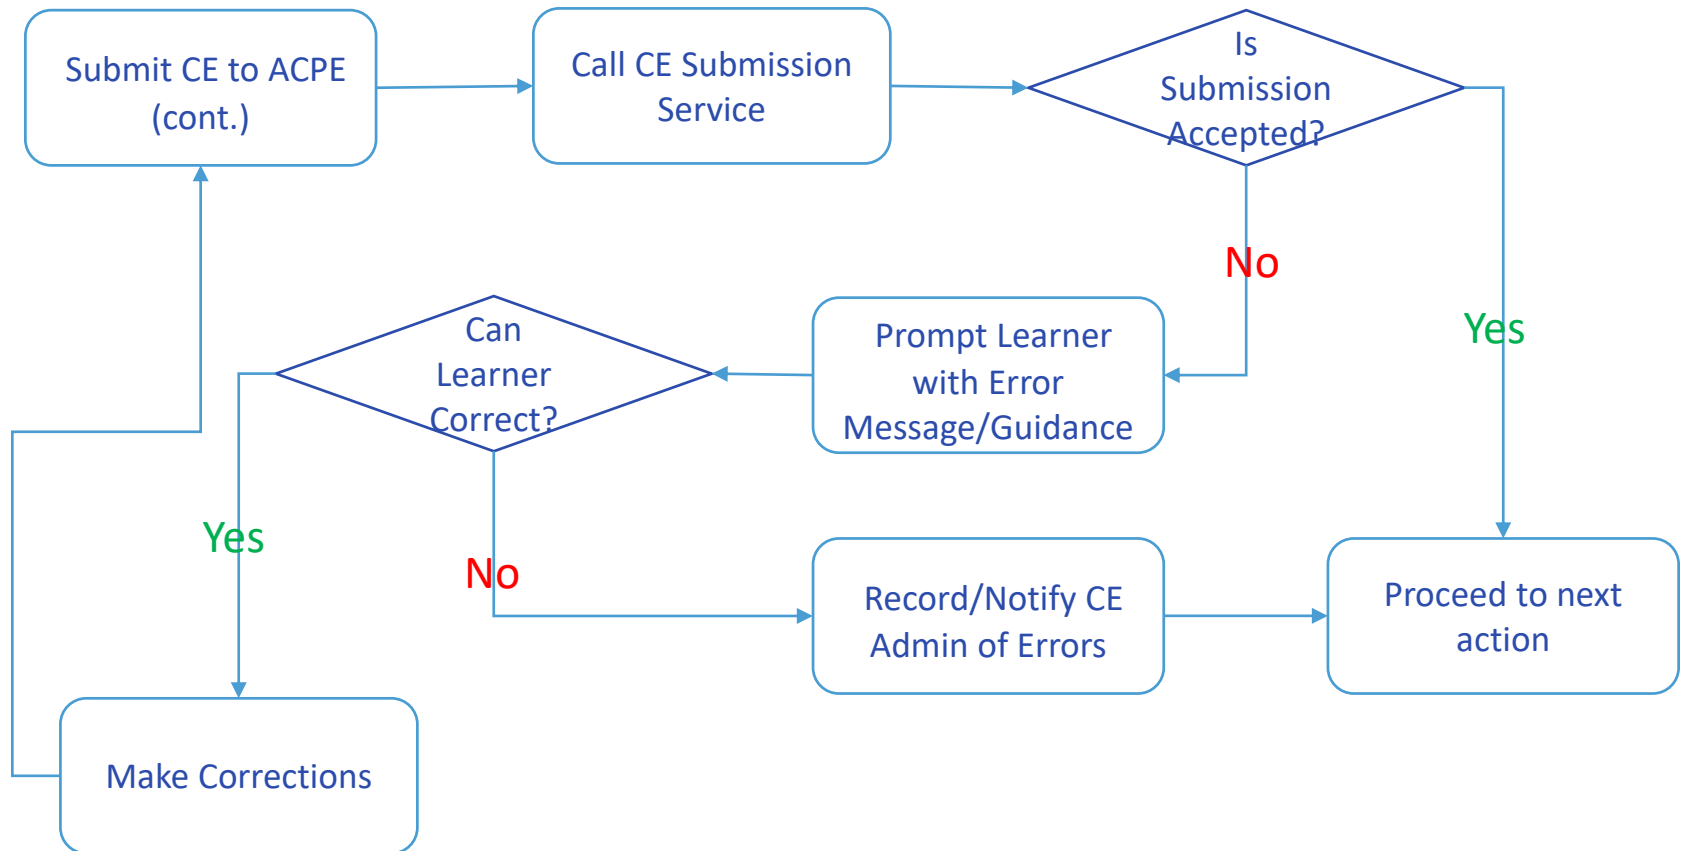 Submit CE to ACPE
(cont.)
Call CE Submission
Service
Is
Submission
Accepted?
No
Yes
Can
Learner
Correct?
Prompt Learner
with Error
Message/Guidance
Yes
No
Record/Notify CE
Admin of Errors
Proceed to next
action
Make Corrections